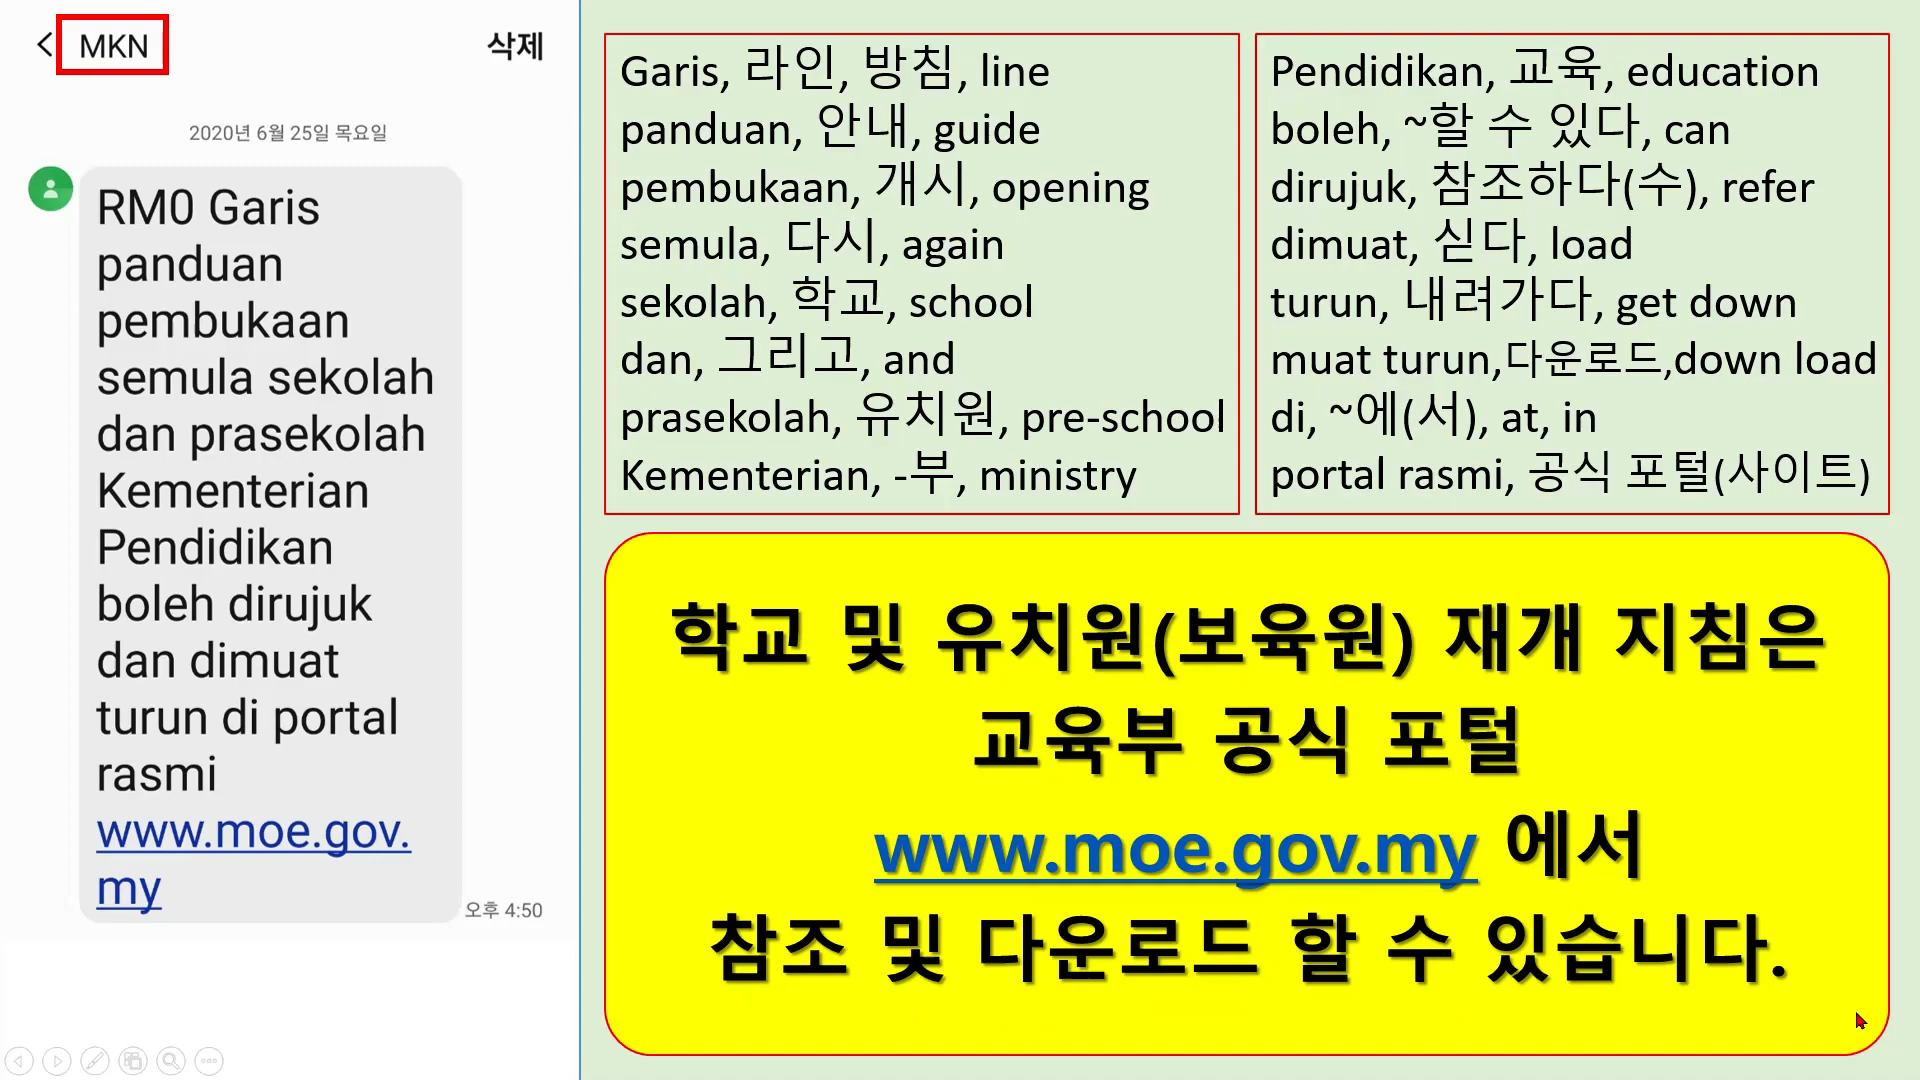 MKN
삭제
2020년 6월 25일 목요일
RM0 Garis
panduan
pembukaan
semula sekolah
dan prasekolah
Kementerian
Pendidikan
boleh dirujuk
dan dimuat
turun di portal
rasmi
www.moe.gov.
my
오후 4:50
Garis, 라인, 방침, line
panduan, 안내, guide
pembukaan, 개시, opening
semula, 다시, again
sekolah, 학교, school
dan, 그리고, and
prasekolah, 유치원, pre-school
Kementerian, -부, ministry
Pendidikan, 교육, education
boleh, ~할 수 있다, can
dirujuk, 참조하다(수), refer
dimuat, 싣다, load
turun, 내려가다, get down
muat turun,다운로드,down load
di, ~에(서), at, in
portal rasmi, 공식 포털(사이트)
학교 및 유치원(보육원) 재개 지침은
교육부 공식 포털
www.moe.gov.my 에서
참조 및 다운로드 할 수 있습니다.